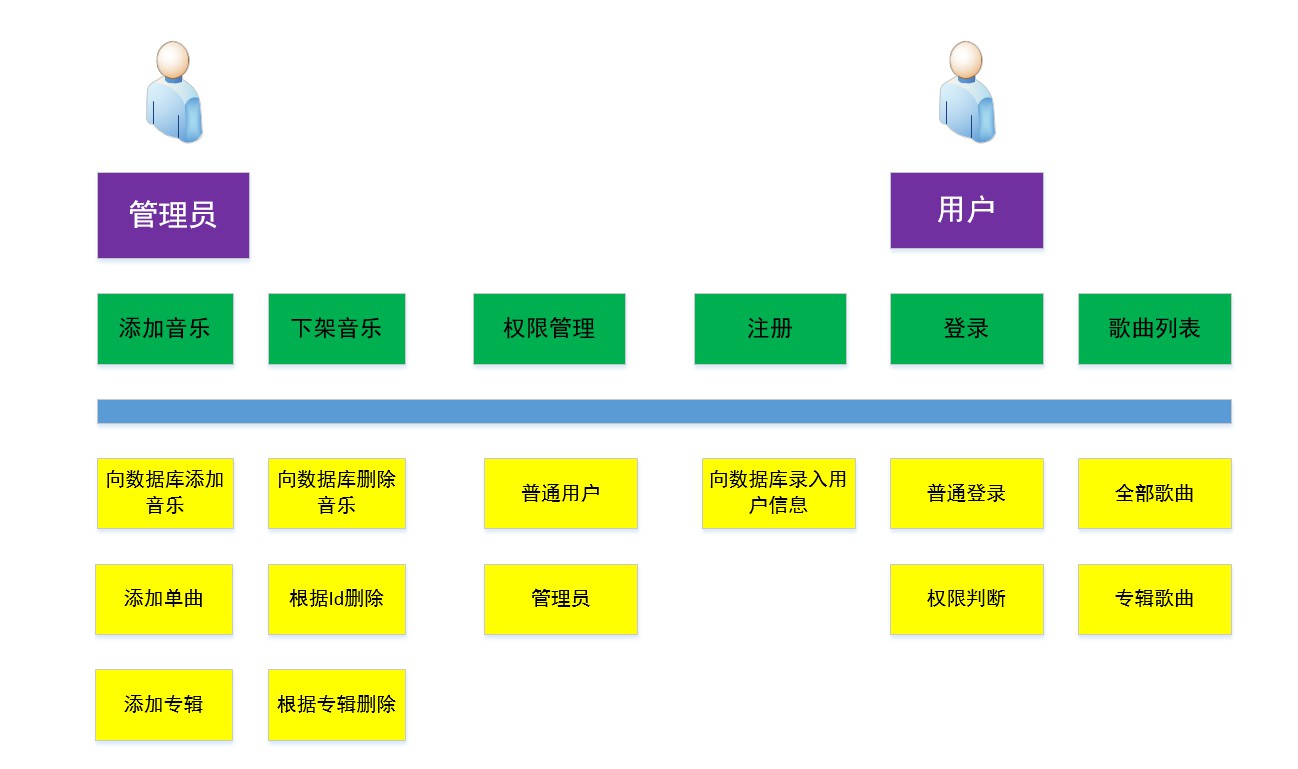 管理员
用户
添加音乐
下架音乐
权限管理
注册
登录
歌曲列表
向数据库添加
音乐
向数据库删除
音乐
普通用户
向数据库录入用
户信息
普通登录
全部歌曲
添加单曲
根据Id删除
管理员
权限判断
专辑歌曲
添加专辑
根据专辑删除